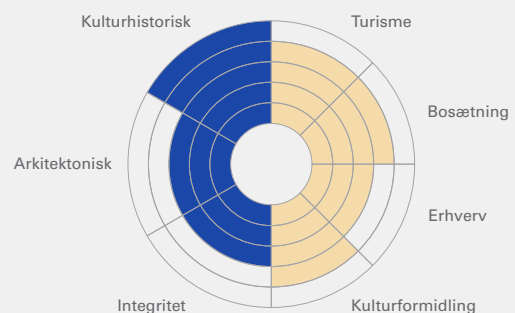 Kulturhistorisk
Turisme
Bosætning
Arkitektonisk
Erhverv
Integritet
Kulturformidling